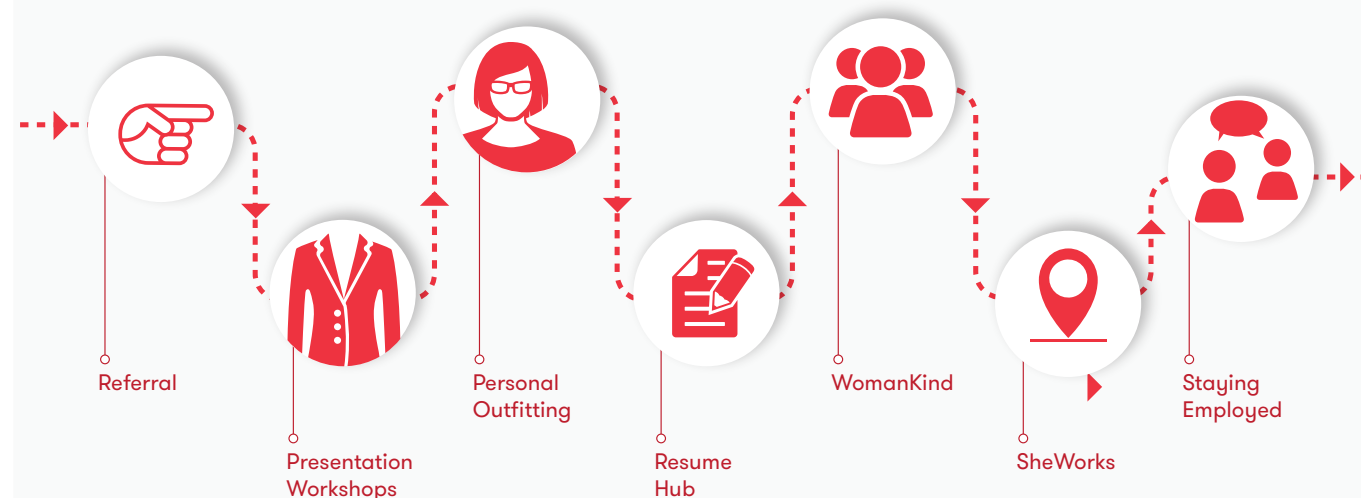 Referral
Presentation
Workshops
Personal
Outfitting
Resume
Hub
WomanKind
SheWorks
Staying
Employed